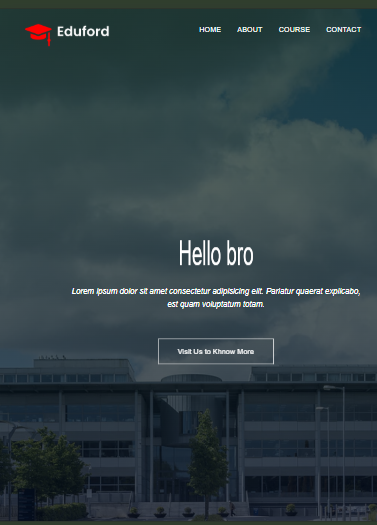 Eduford
HOME ABOUT COURSE CONTACT
Hello bro
Lorem ipsum dolor sit amet consectetur adipisicing elit. Pariatur quaerat explicabo,
est quam voluptatum totam.
Visit Us to Khnow More